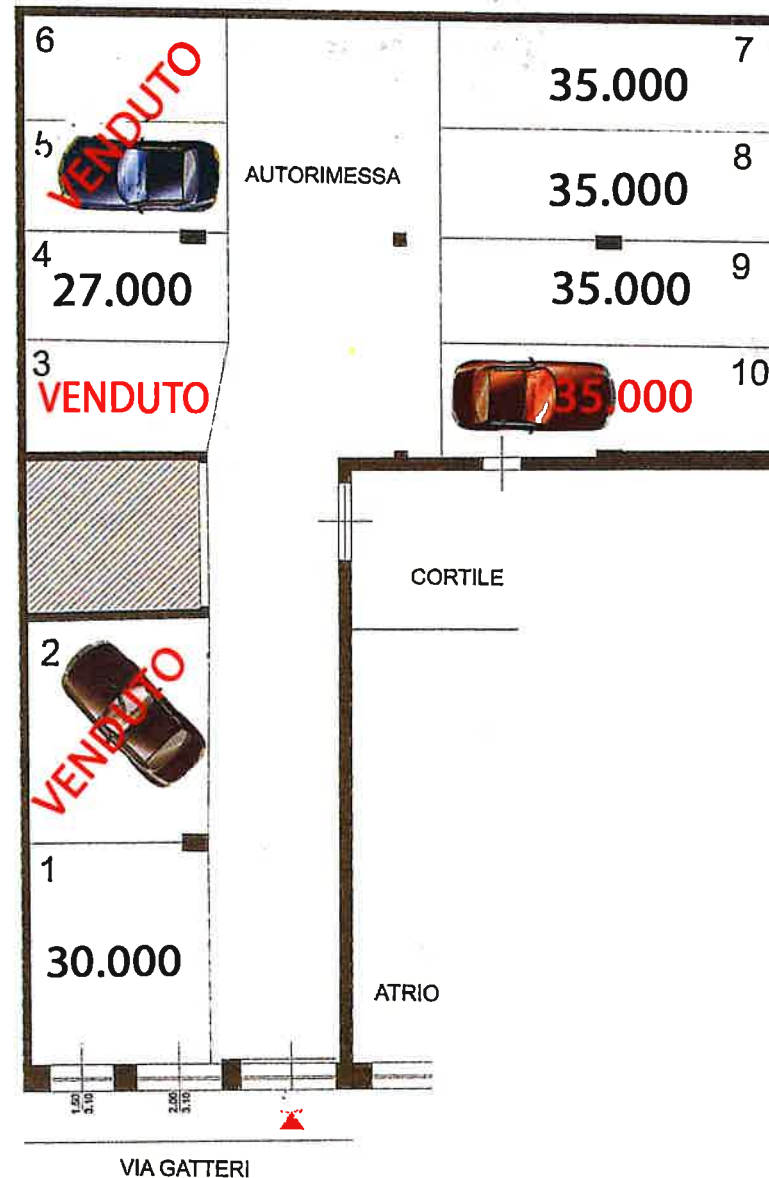 6
VENDUTO
5
4
27.000
3
VENDUTO
AUTORIMESSA
7
35.000
8
35.000
9
35.000
10
35.000
CORTILE
2
VENDUTO
1
30.000
ATRIO
1.50
3.10
2.00
3.10
VIA GATTERI